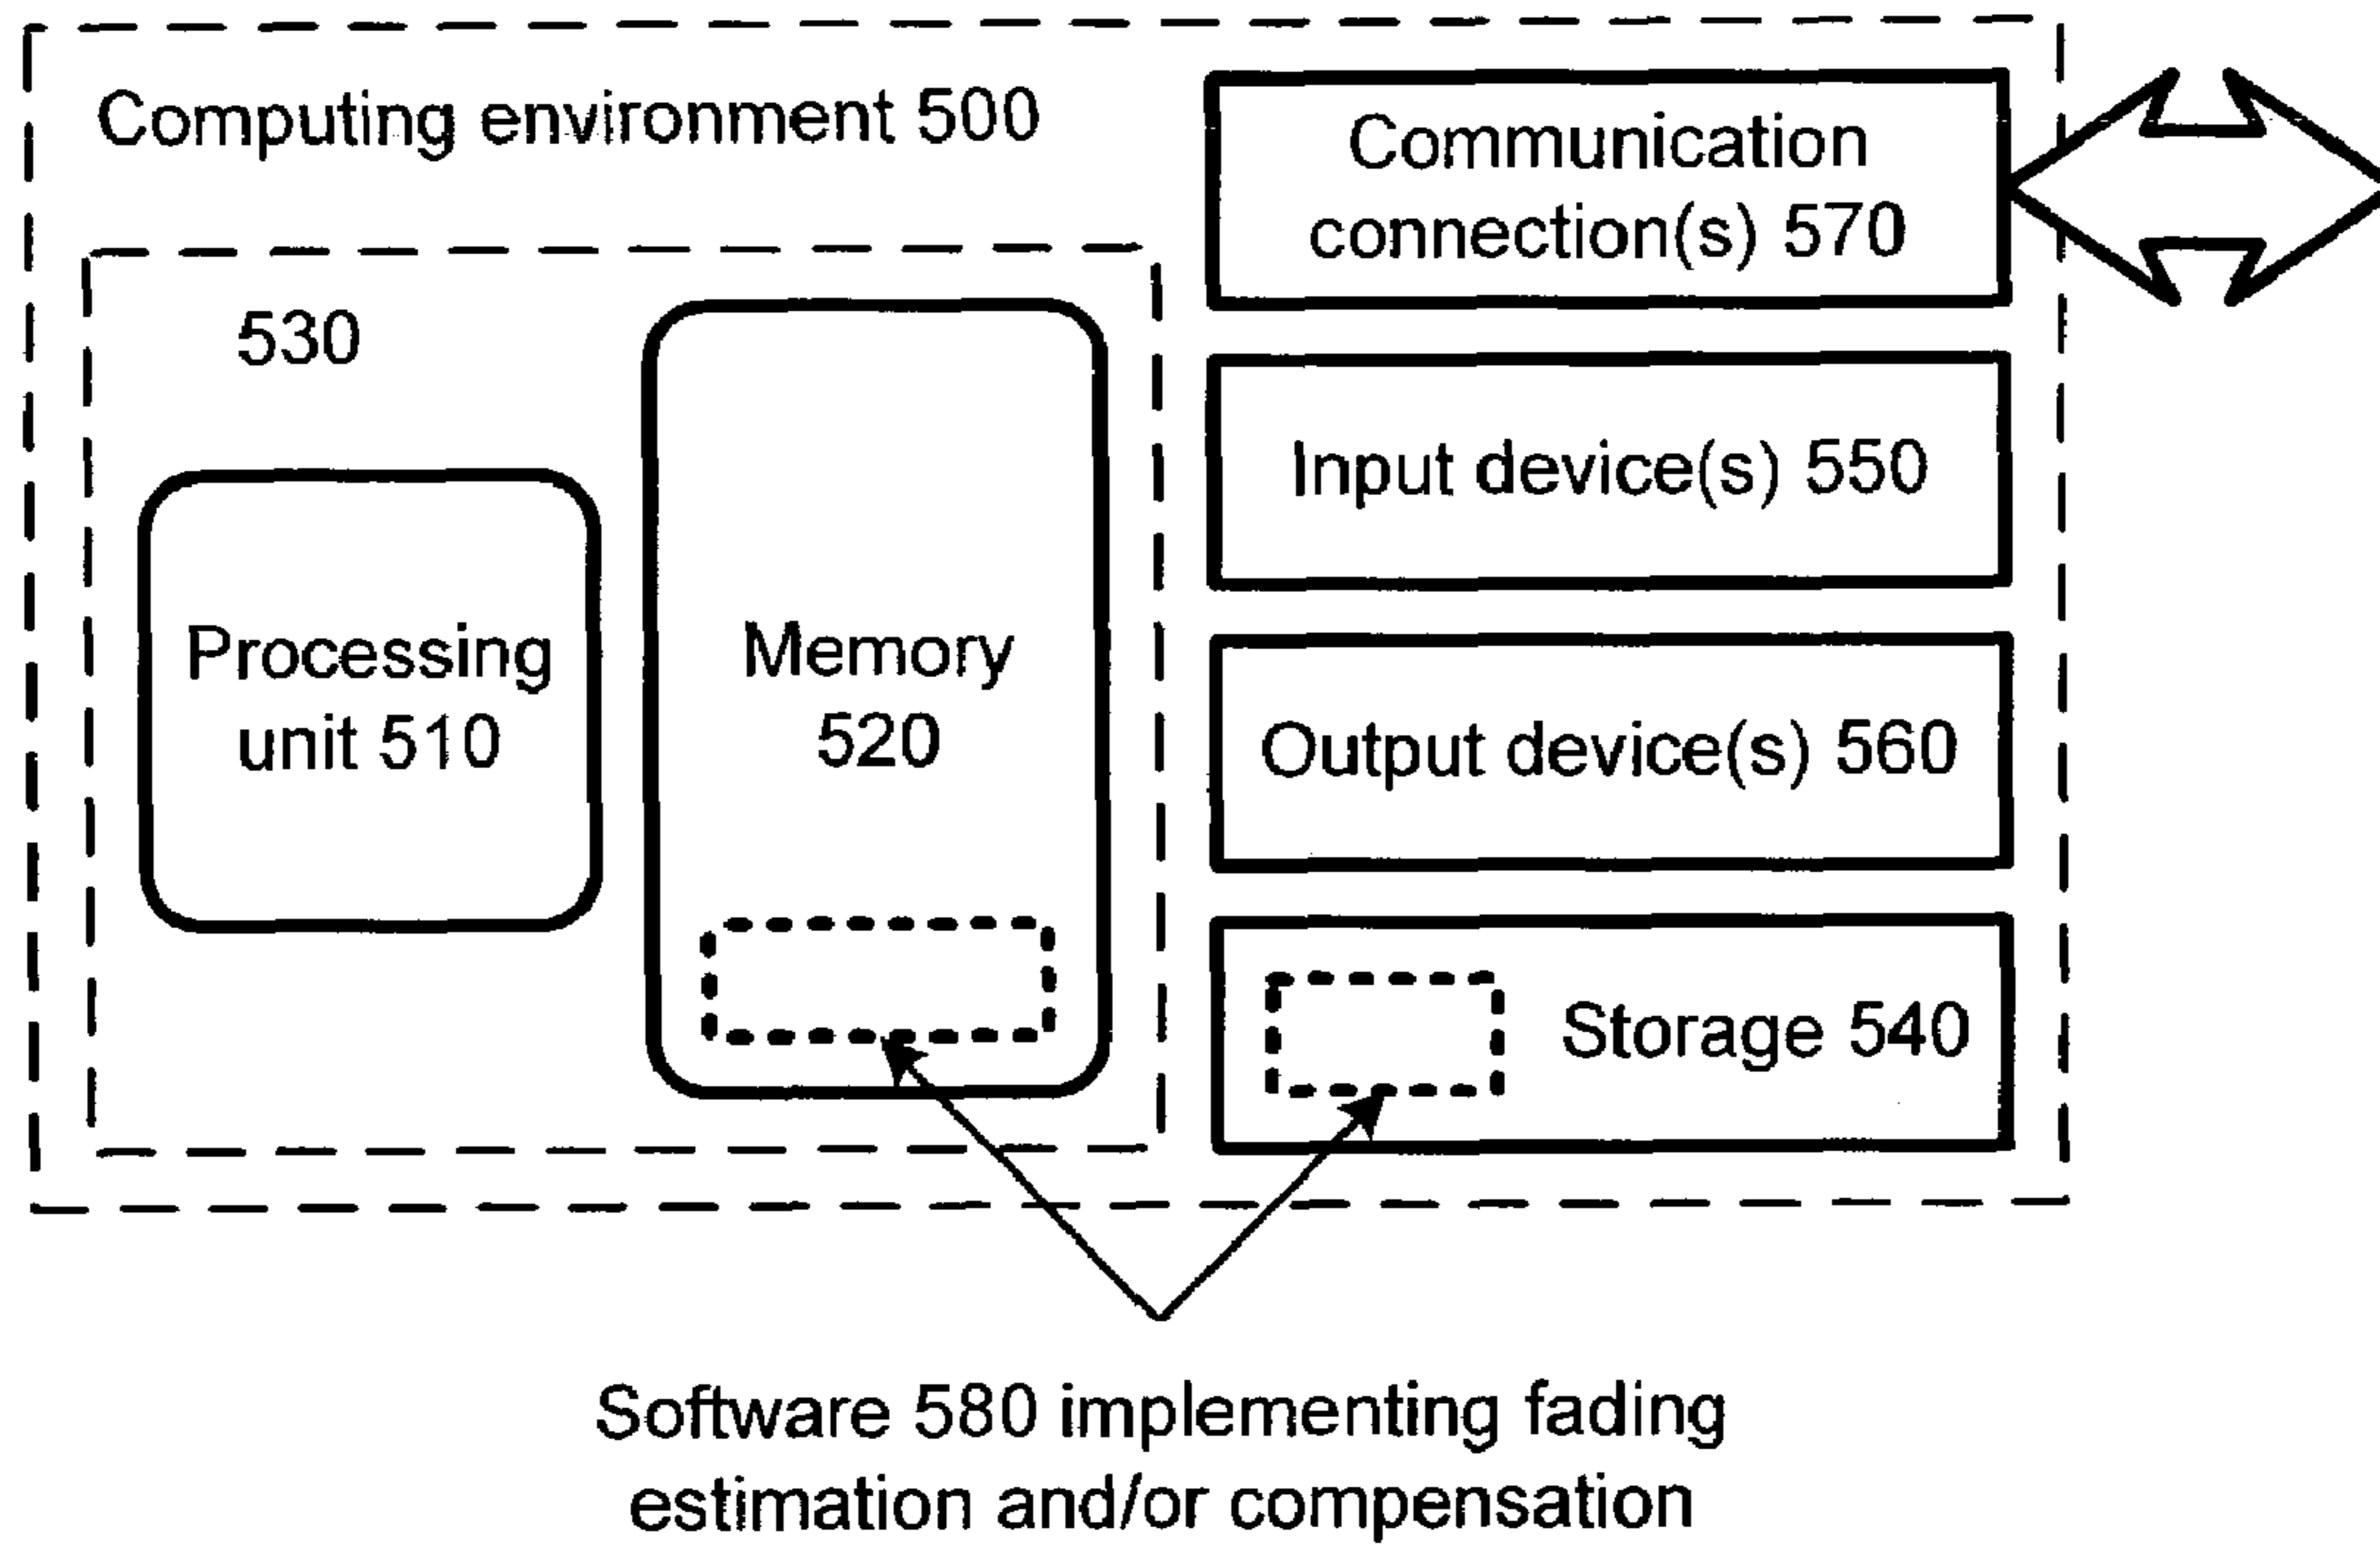 Computing environment 500
Communication
connection(s) 570
530
Input device(s) 550
Processing
unit 510
Memory
520
Output device(s) 560
Storage 540
Software 580 implementing fading
estimation and/or compensation